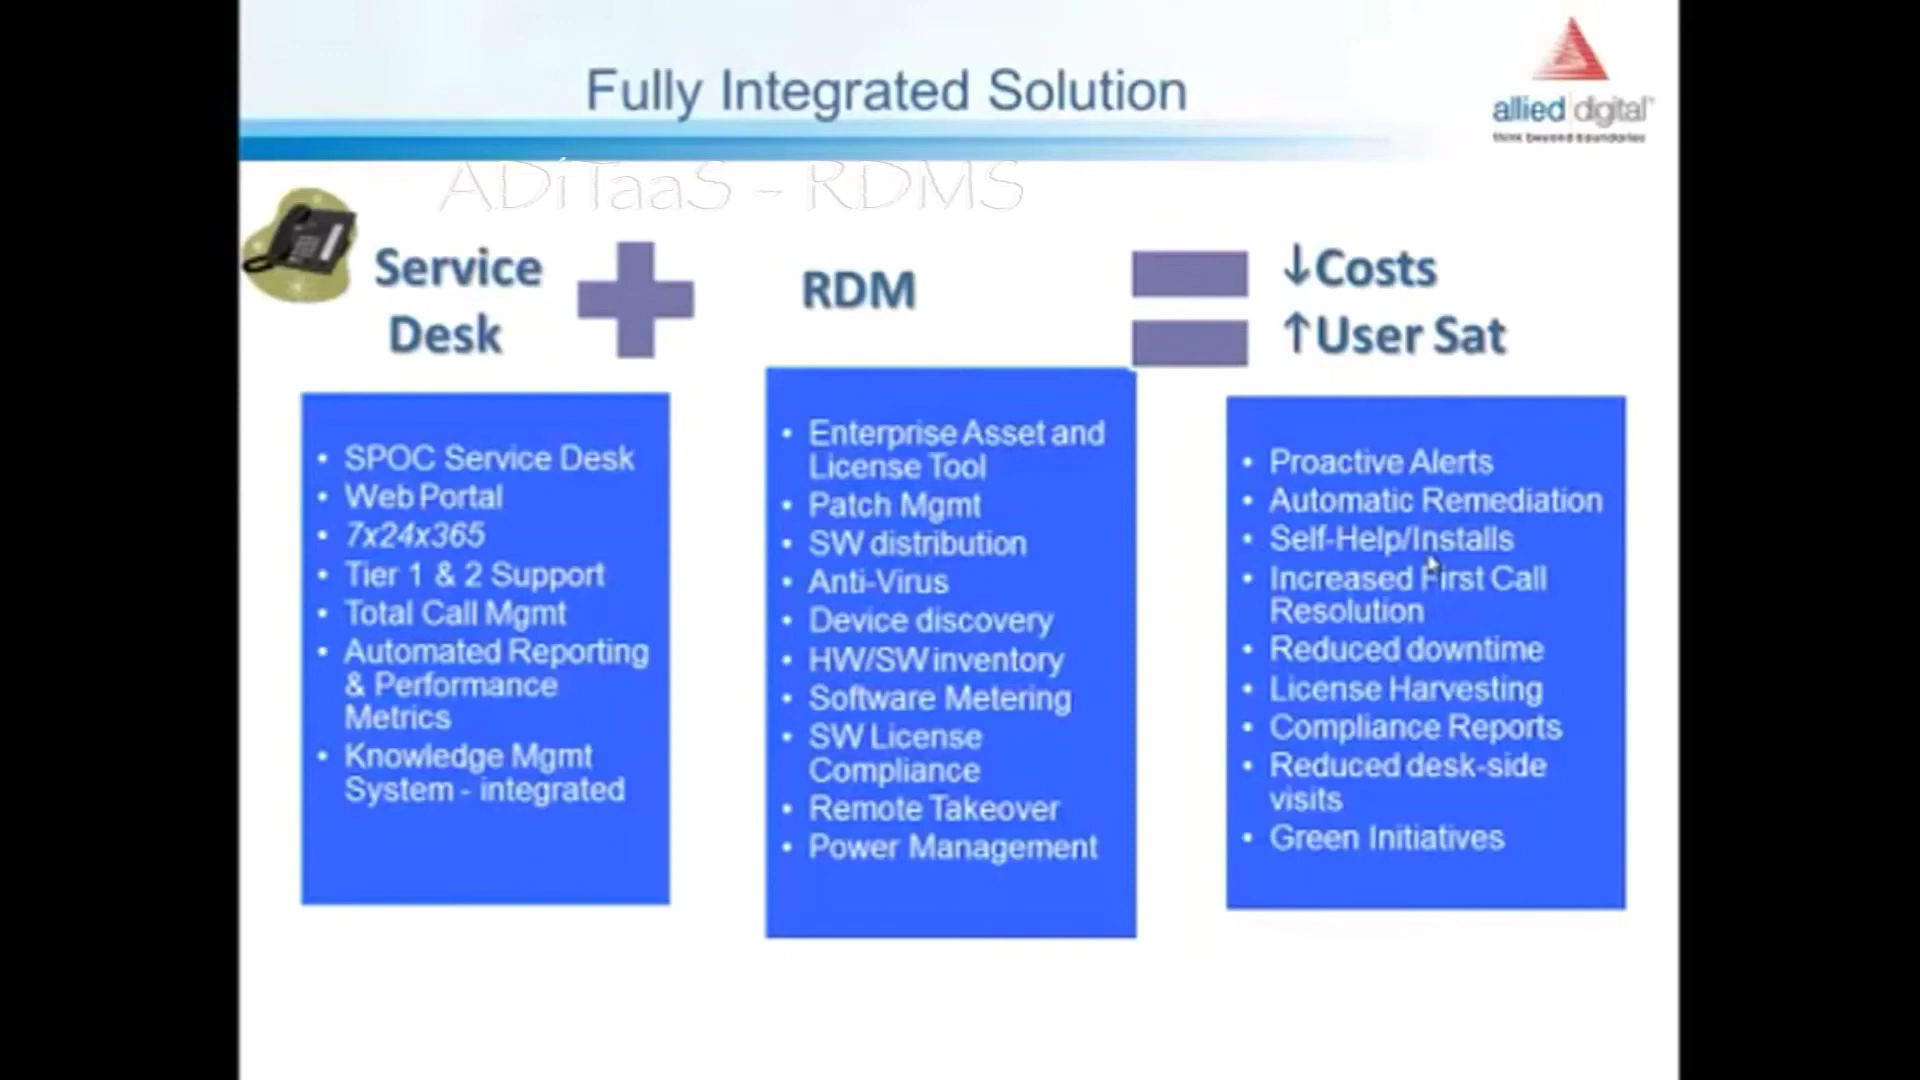 Fully Integrated Solution
allied digital
think beyond boundaries
ADiTaaS - RDMS
Service
Desk
RDM
↓Costs
↑User Sat
• SPOC Service Desk
• Web Portal
• 7x24x365
• Tier 1 & 2 Support
• Total Call Mgmt
• Automated Reporting
& Performance
Metrics
• Knowledge Mgmt
System - integrated
• Enterprise Asset and
License Tool
• Patch Mgmt
• SW distribution
• Anti-Virus
• Device discovery
• HW/SW inventory
• Software Metering
• SW License
Compliance
• Remote Takeover
• Power Management
• Proactive Alerts
• Automatic Remediation
• Self-Help/Installs
• Increased First Call
Resolution
• Reduced downtime
• License Harvesting
• Compliance Reports
• Reduced desk-side
visits
• Green Initiatives